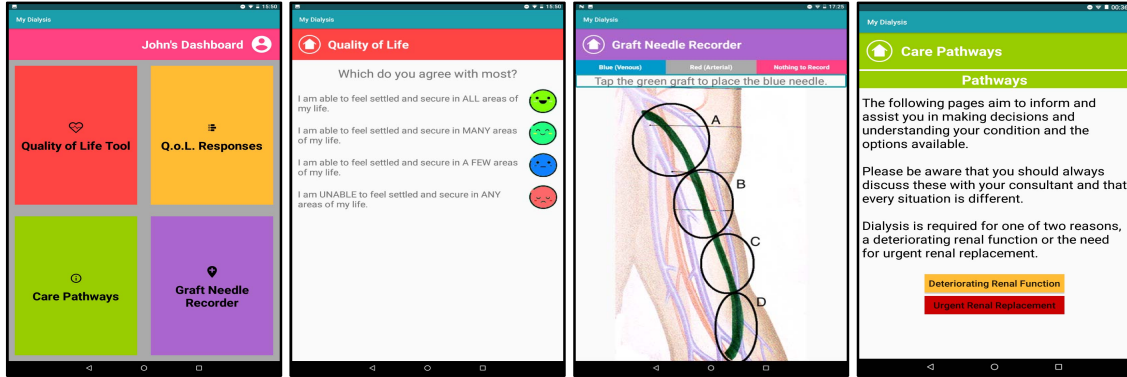 15:50
My Dialysis
John's Dashboard
Quality of Life Tool
Q.o.L. Responses
Care Pathways
Graft Needle
Recorder
15:50
My Dialysis
Quality of Life
Which do you agree with most?
I am able to feel settled and secure in ALL areas of
my life.
I am able to feel settled and secure in MANY areas
of my life.
I am able to feel settled and secure in A FEW areas
of my life.
I am UNABLE to feel settled and secure in ANY
areas of my life.
N
17:25
My Dialysis
Graft Needle Recorder
Blue (Venous) Red (Arterial) Nothing to Record
Tap the green graft to place the blue needle.
A
B
C
D
00:36
My Dialysis
Care Pathways
Pathways
The following pages aim to inform and
assist you in making decisions and
understanding your condition and the
options available.
Please be aware that you should always
discuss these with your consultant and that
every situation is different.
Dialysis is required for one of two reasons,
a deteriorating renal function or the need
for urgent renal replacement.
Deteriorating Renal Function
Urgent Renal Replacement